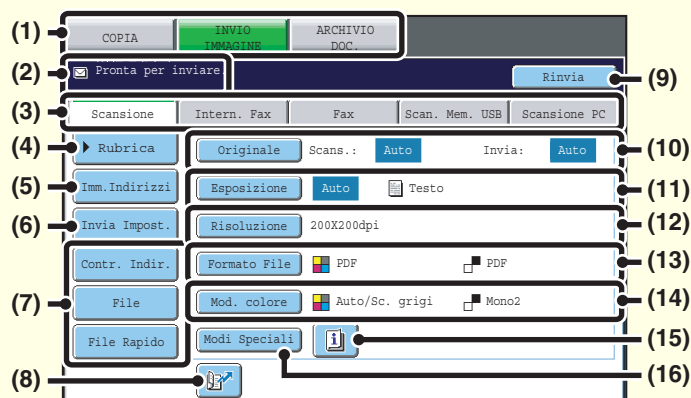 (1) COPIA INVIO IMMAGINE ARCHIVIO DOC.
(2) Pronta per inviare Rinvia (9)
(3) Scansione Intern. Fax Fax Scan. Mem. USB Scansione PC
(4) Rubrica Originale Scans.: Auto Invia: Auto (10)
(5) Imm.Indirizzi Esposizione Auto Testo (11)
(6) Invia Impost. Risoluzione 200X200dpi (12)
Contr. Indir. Formato File PDF PDF (13)
(7) File Mod. colore Auto/Sc. grigi Mono2 (14)
File Rapido Modi Speciali (15)
(8) (16)